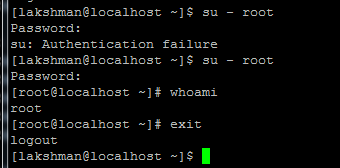 [lakshman@localhost ~]$ su - root
Password:
su: Authentication failure
[lakshman@localhost ~]$ su - root
Password:
[root@localhost ~]# whoami
root
[root@localhost ~]# exit
logout
[lakshman@localhost ~]$